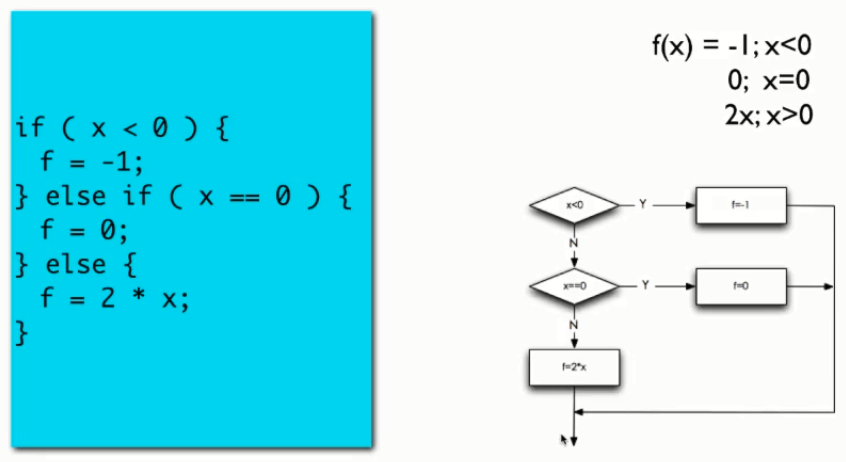 if ( x < 0 ) {
f = -1;
} else if ( x == 0 ) {
f = 0;
} else {
f = 2 * x;
}
f(x) = -1; x<0
0; x=0
2x; x>0
x<0
Y
f=-1
N
x==0
Y
f=0
N
f=2*x